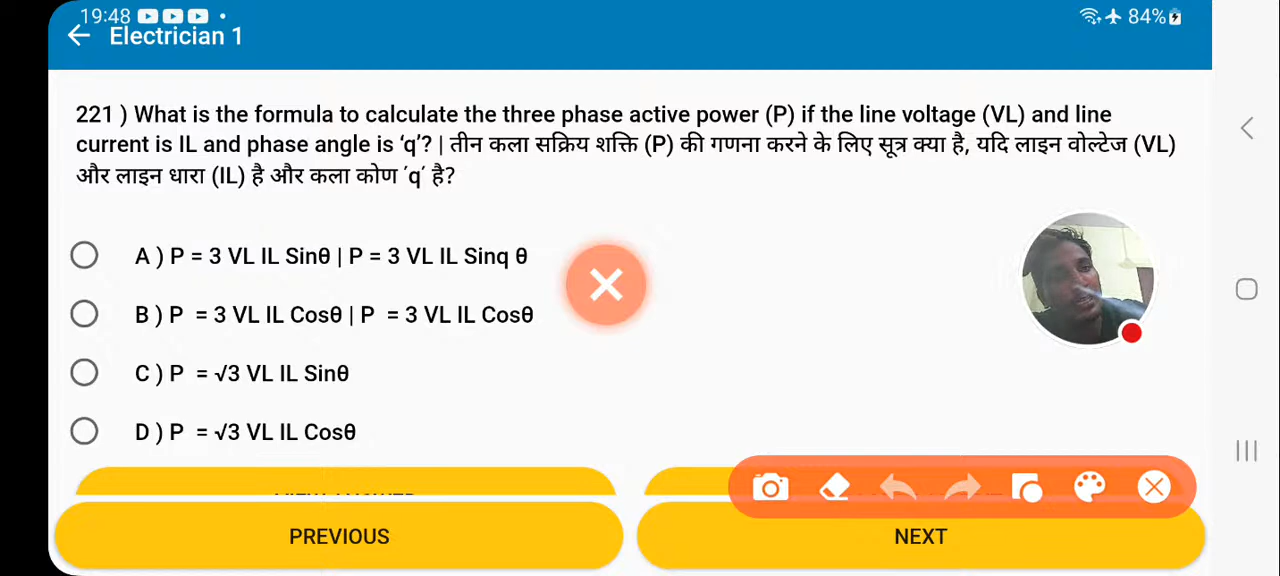 19:48
84%
Electrician 1
221 ) What is the formula to calculate the three phase active power (P) if the line voltage (VL) and line
current is IL and phase angle is ‘q’? | तीन कला सक्रिय शक्ति (P) की गणना करने के लिए सूत्र क्या है, यदि लाइन वोल्टेज (VL)
और लाइन धारा (IL) है और कला कोण ‘q’ है?
A ) P = 3 VL IL Sinθ | P = 3 VL IL Sinq θ
B ) P = 3 VL IL Cosθ | P = 3 VL IL Cosθ
C ) P = √3 VL IL Sinθ
D ) P = √3 VL IL Cosθ
PREVIOUS
NEXT